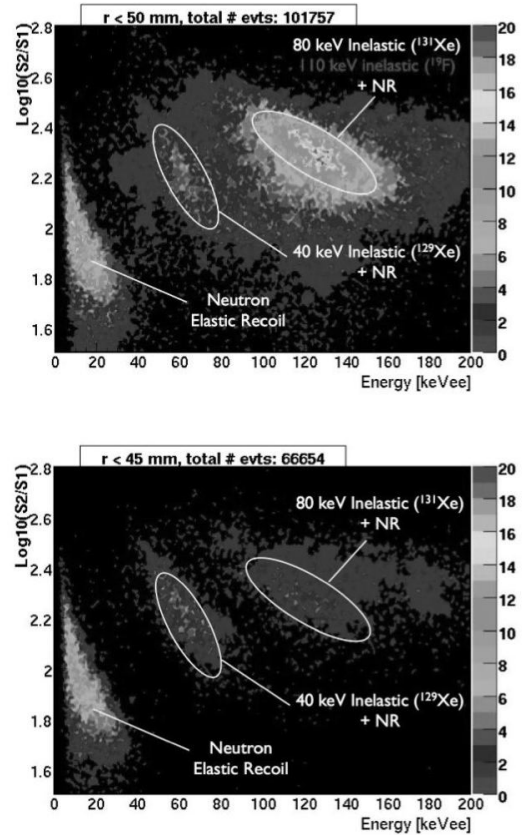 r < 50 mm, total # evts: 101757
Log10(S2/S1)
2.8
2.6
2.4
2.2
2
1.8
1.6
80 keV Inelastic (¹³¹Xe)
110 keV inelastic (¹⁹F)
+ NR
40 keV Inelastic (¹²⁹Xe)
+ NR
Neutron
Elastic Recoil
20
18
16
14
12
10
8
6
4
2
0
0 20 40 60 80 100 120 140 160 180 200
Energy [keVee]
r < 45 mm, total # evts: 66654
Log10(S2/S1)
2.8
2.6
2.4
2.2
2
1.8
1.6
80 keV Inelastic (¹³¹Xe)
+ NR
40 keV Inelastic (¹²⁹Xe)
+ NR
Neutron
Elastic Recoil
20
18
16
14
12
10
8
6
4
2
0
0 20 40 60 80 100 120 140 160 180 200
Energy [keVee]